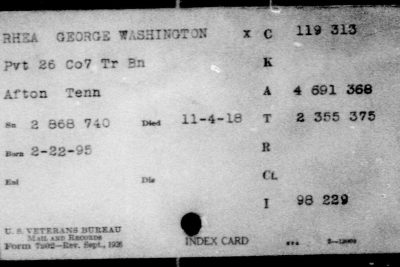 RHEA GEORGE WASHINGTON X C 119 313
Pvt 26 Co7 Tr Bn K
Afton Tenn A 4 691 368
Sn 2 868 740 Died 11-4-18 T 2 355 375
Born 2-22-95 R
Enl Dis CL
I 98 229
U. S. VETERANS BUREAU
MAIL AND RECORDS
Form 7202—Rev. Sept., 1926 INDEX CARD